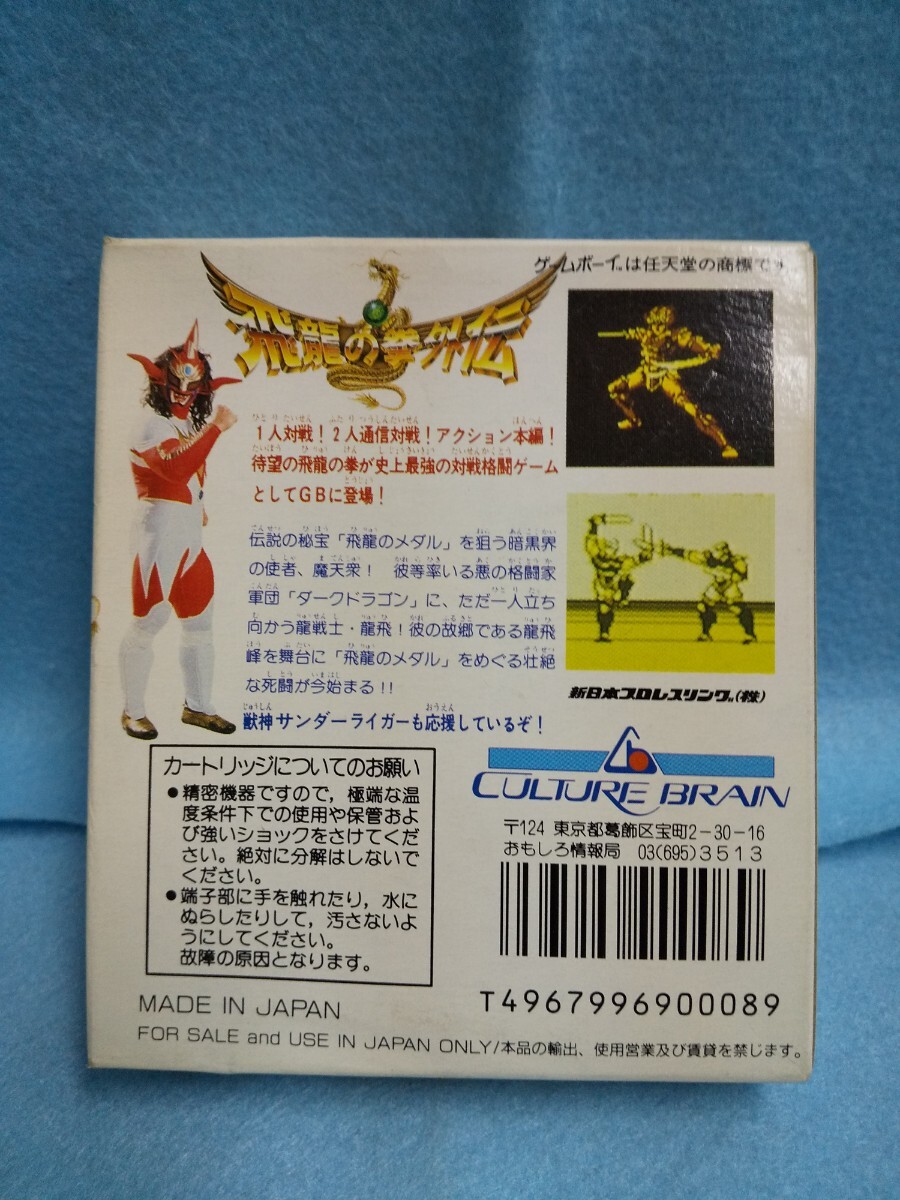 ゲームボーイ™は任天堂の商標です
飛龍の拳外伝
1人対戦！2人通信対戦！アクション本編！
待望の飛龍の拳が史上最強の対戦格闘ゲーム
としてGBに登場！
伝説の秘宝「飛龍のメダル」を狙う暗黒界
の使者、魔天衆！ 彼等率いる悪の格闘家
軍団「ダークドラゴン」に、ただ一人立ち
向かう龍戦士・龍飛！彼の故郷である龍飛
峰を舞台に「飛龍のメダル」をめぐる壮絶
な死闘が今始まる!!
獣神サンダーライガーも応援しているぞ！
新日本プロレスリング(株)
カートリッジについてのお願い
●精密機器ですので，極端な温
度条件下での使用や保管およ
び強いショックをさけてくだ
さい。絶対に分解はしないで
ください。
●端子部に手を触れたり，水に
ぬらしたりして，汚さないよ
うにしてください。
故障の原因となります。
CULTURE BRAIN
〒124 東京都葛飾区宝町2-30-16
おもしろ情報局 03(695)3513
T4967996900089
MADE IN JAPAN
FOR SALE and USE IN JAPAN ONLY/本品の輸出、使用営業及び賃貸を禁じます。